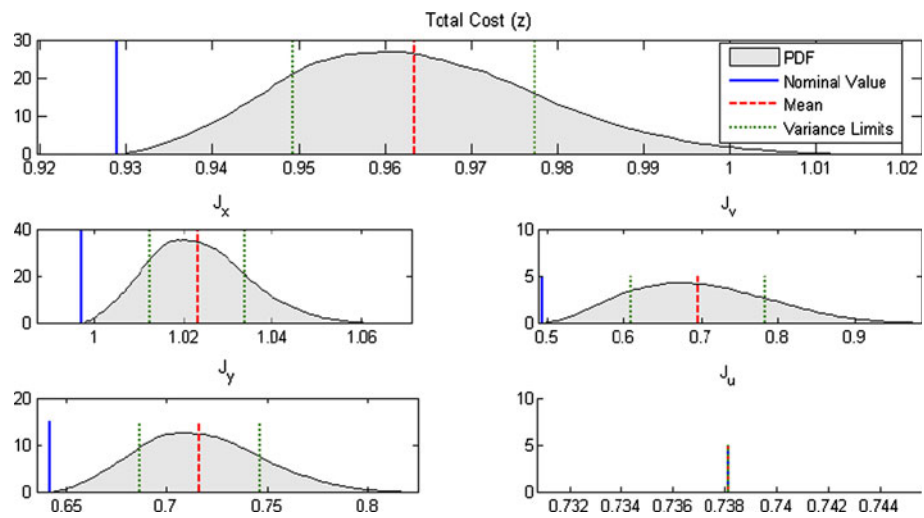 Total Cost (z)
30
20
10
0
0.92 0.93 0.94 0.95 0.96 0.97 0.98 0.99 1 1.01 1.02
PDF
Nominal Value
Mean
Variance Limits
J_x
40
20
0
1 1.02 1.04 1.06
J_v
10
5
0
0.5 0.6 0.7 0.8 0.9
J_y
20
10
0
0.65 0.7 0.75 0.8
J_u
10
5
0
0.732 0.734 0.736 0.738 0.74 0.742 0.744